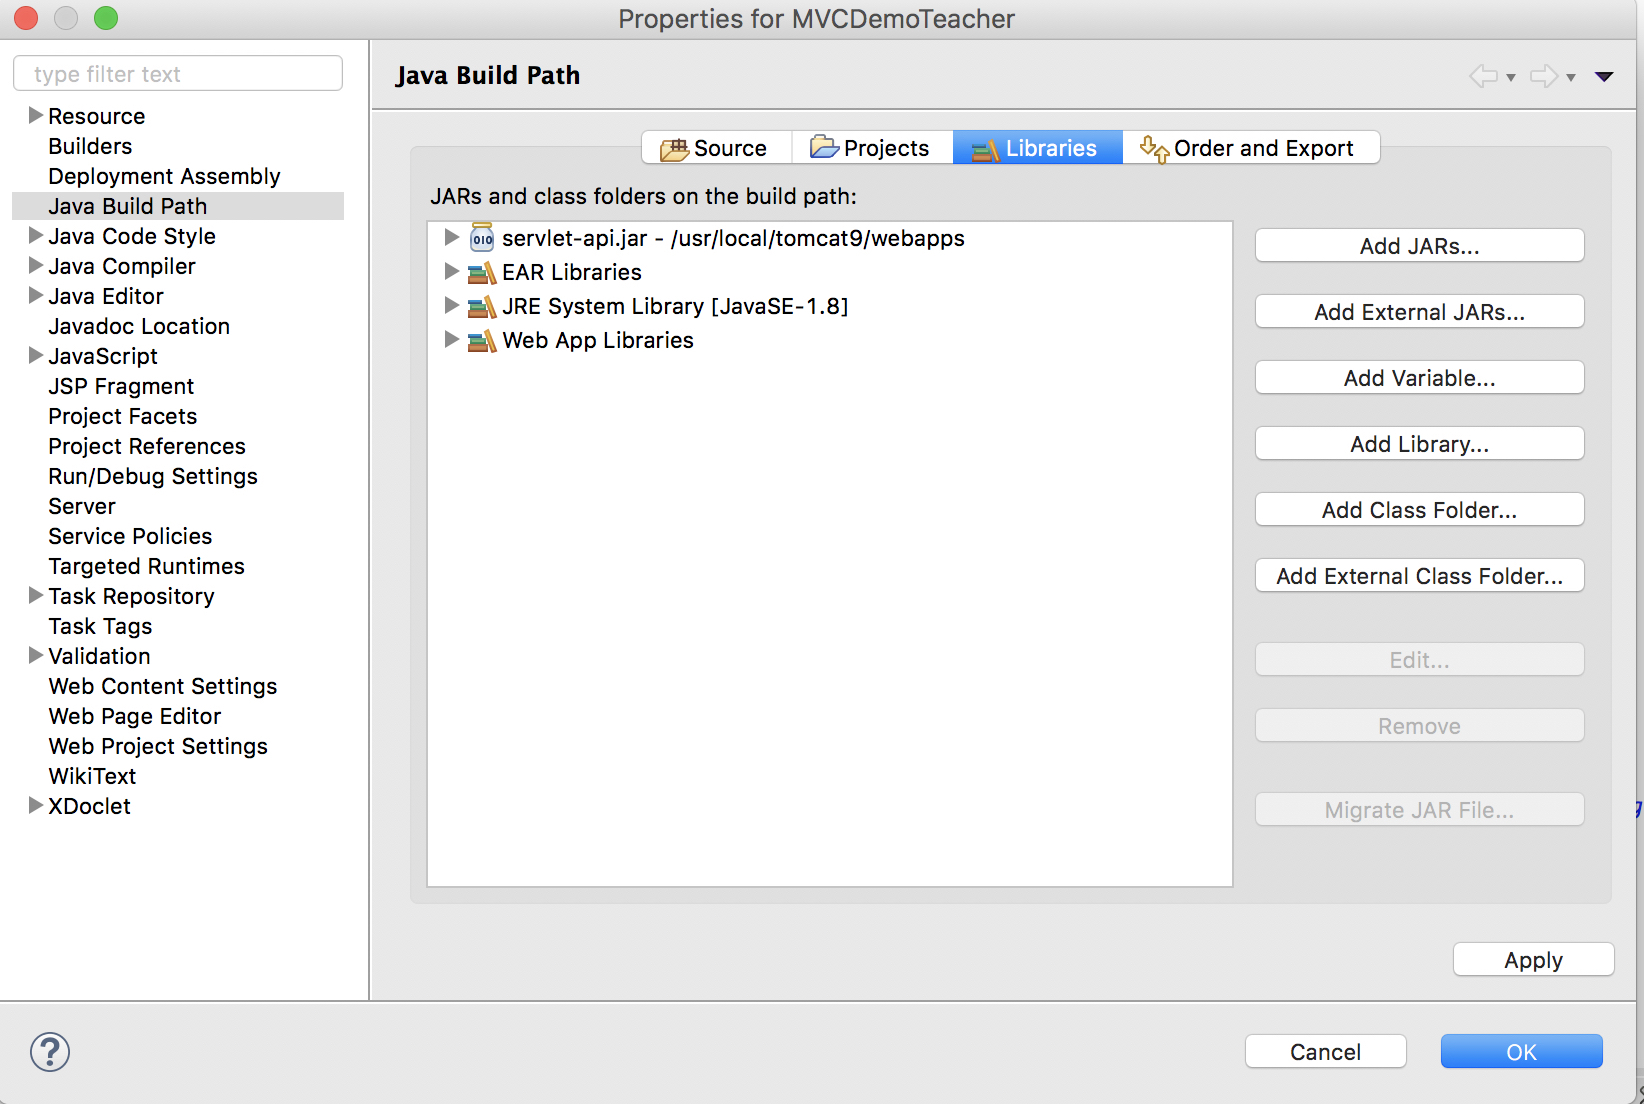 Properties for MVCDemoTeacher
type filter text
Resource
Builders
Deployment Assembly
Java Build Path
Java Code Style
Java Compiler
Java Editor
Javadoc Location
JavaScript
JSP Fragment
Project Facets
Project References
Run/Debug Settings
Server
Service Policies
Targeted Runtimes
Task Repository
Task Tags
Validation
Web Content Settings
Web Page Editor
Web Project Settings
WikiText
XDoclet
Java Build Path
Source Projects Libraries Order and Export
JARs and class folders on the build path:
010 servlet-api.jar - /usr/local/tomcat9/webapps
EAR Libraries
JRE System Library [JavaSE-1.8]
Web App Libraries
Add JARs...
Add External JARs...
Add Variable...
Add Library...
Add Class Folder...
Add External Class Folder...
Edit...
Remove
Migrate JAR File...
Apply
?
Cancel
OK